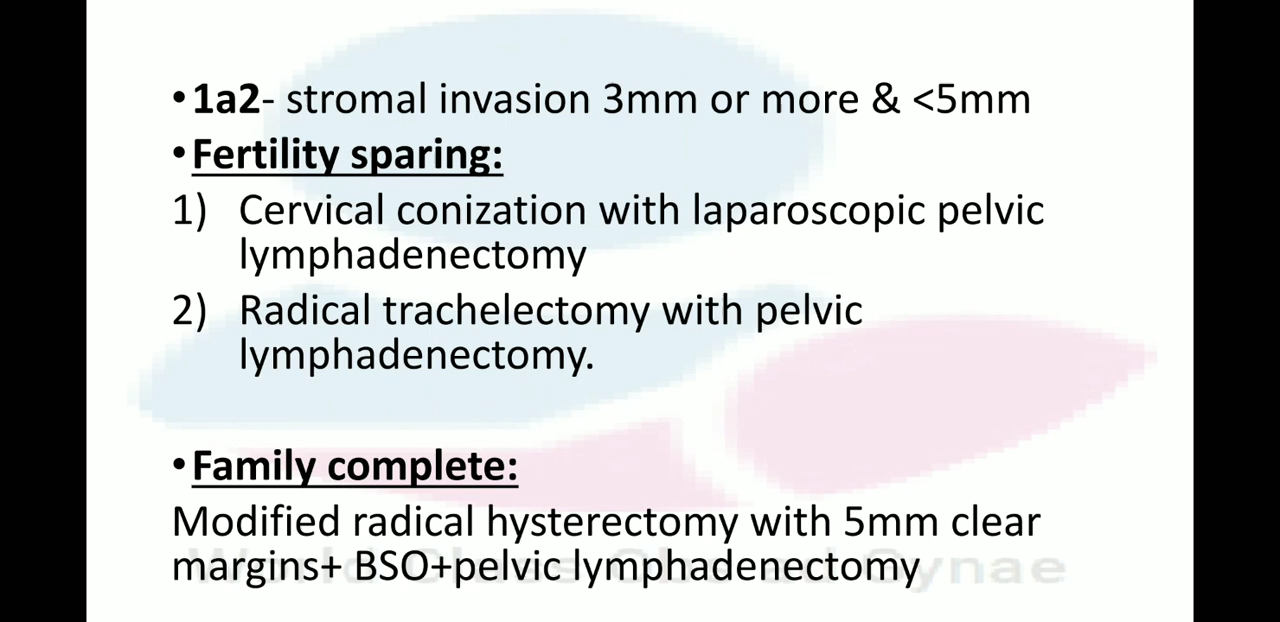 •1a2- stromal invasion 3mm or more & <5mm
•Fertility sparing:
1) Cervical conization with laparoscopic pelvic
lymphadenectomy
2) Radical trachelectomy with pelvic
lymphadenectomy.
•Family complete:
Modified radical hysterectomy with 5mm clear
margins+ BSO+pelvic lymphadenectomy